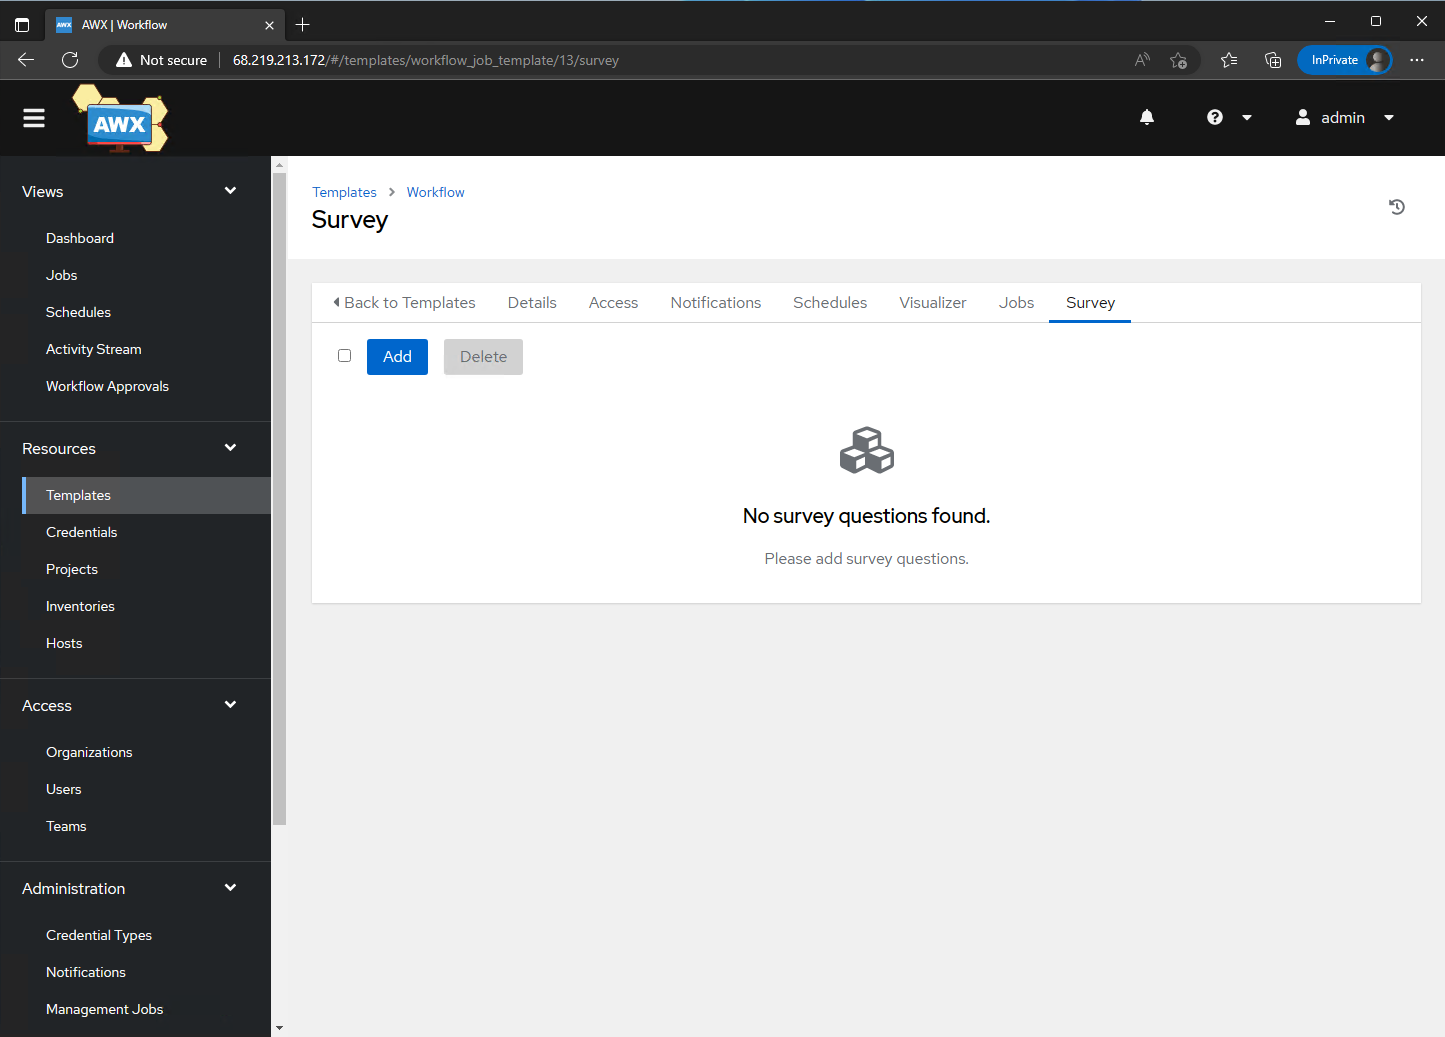 AWX | Workflow
Not secure
68.219.213.172/#/templates/workflow_job_template/13/survey
InPrivate
AWX
admin
Views
Dashboard
Jobs
Schedules
Activity Stream
Workflow Approvals
Resources
Templates
Credentials
Projects
Inventories
Hosts
Access
Organizations
Users
Teams
Administration
Credential Types
Notifications
Management Jobs
Templates > Workflow
Survey
Back to Templates Details Access Notifications Schedules Visualizer Jobs Survey
Add Delete
No survey questions found.
Please add survey questions.